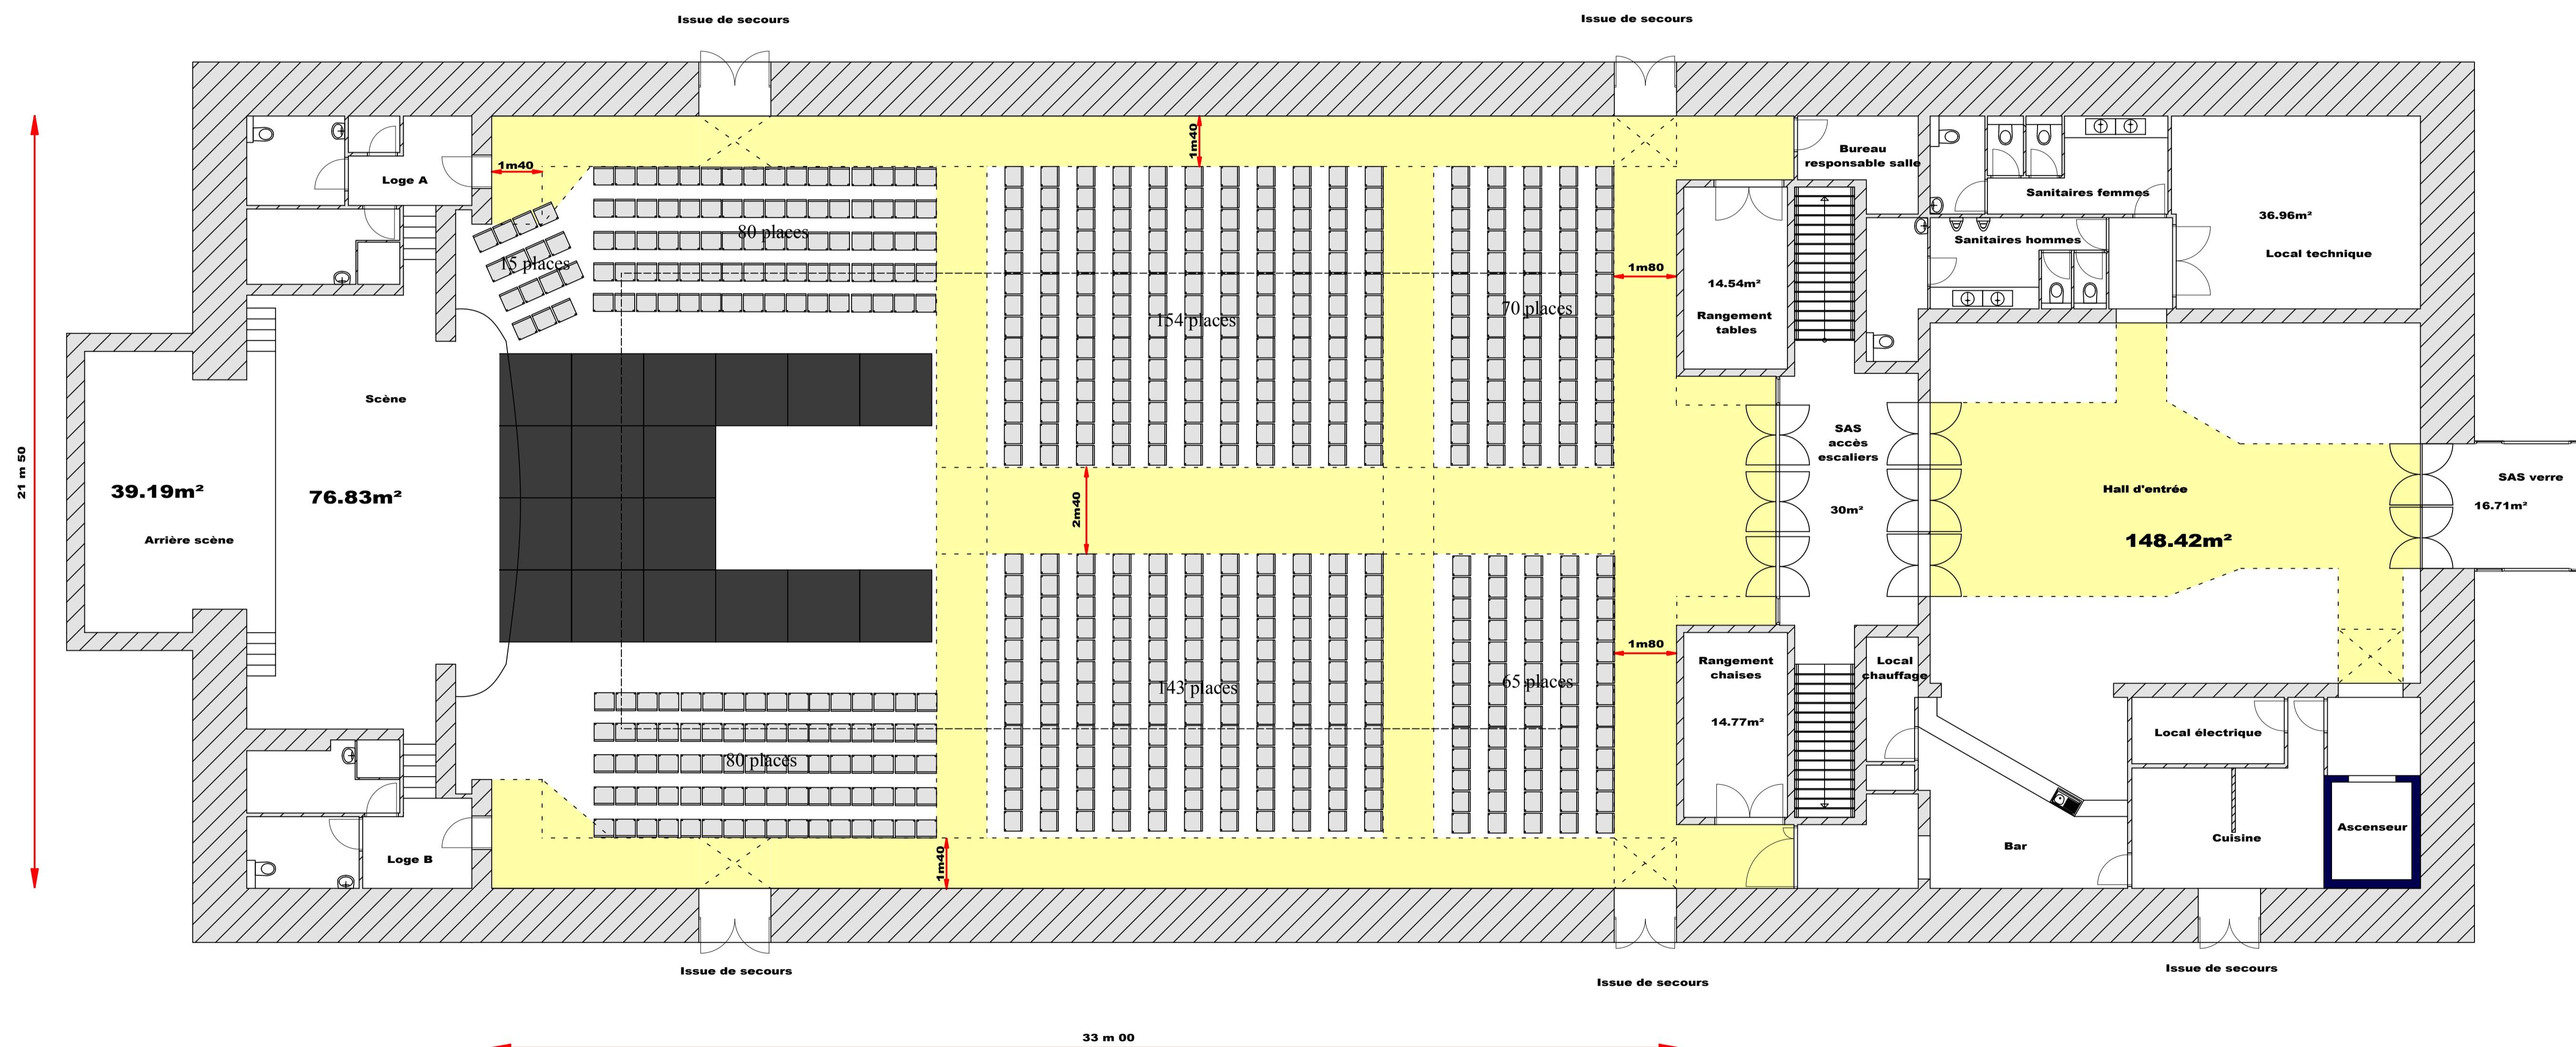 Issue de secours
Issue de secours
21 m 50
Loge A
1m40
1m40
80 places
15 places
154 places
70 places
1m80
Bureau
responsable salle
14.54m²
Rangement
tables
Sanitaires femmes
Sanitaires hommes
36.96m²
Local technique
Scène
39.19m²
76.83m²
Arrière scène
2m40
SAS
accès
escaliers
30m²
Hall d'entrée
148.42m²
SAS verre
16.71m²
143 places
65 places
1m80
Rangement
chaises
14.77m²
Local
chauffage
80 places
1m40
Loge B
Local électrique
Bar
Cuisine
Ascenseur
Issue de secours
Issue de secours
Issue de secours
33 m 00